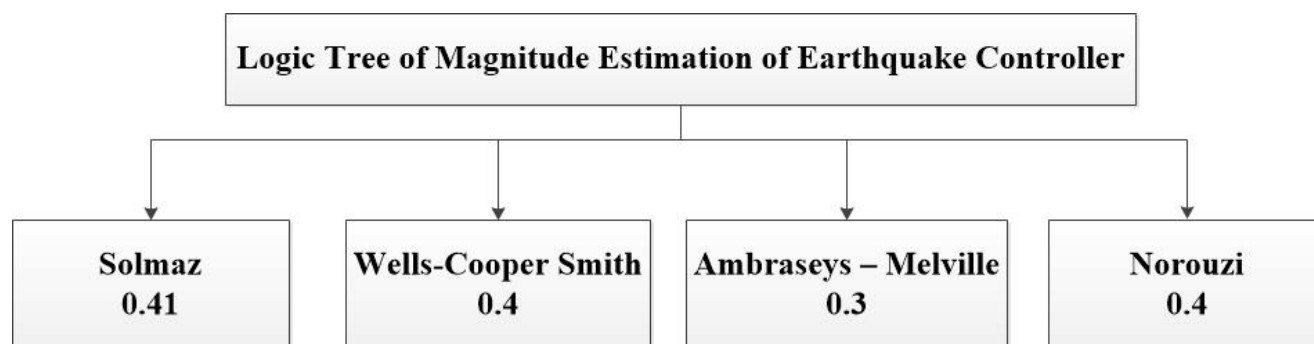 Logic Tree of Magnitude Estimation of Earthquake Controller
Solmaz
0.41
Wells-Cooper Smith
0.4
Ambraseys – Melville
0.3
Norouzi
0.4